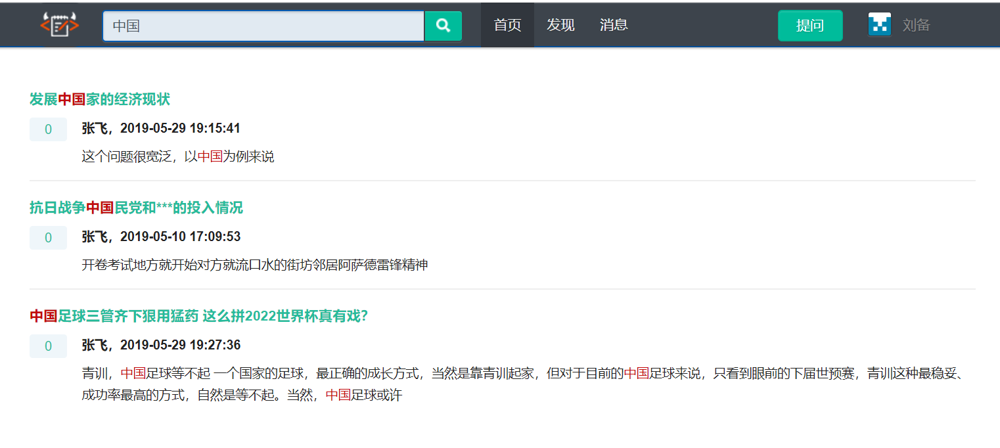 中国
首页 发现 消息 提问 刘备
发展中国家的经济现状
0 张飞，2019-05-29 19:15:41
这个问题很宽泛，以中国为例来说
抗日战争中国民党和***的投入情况
0 张飞，2019-05-10 17:09:53
开卷考试地方就开始对方就流口水的街坊邻居阿萨德雷锋精神
中国足球三管齐下狠用猛药 这么拼2022世界杯真有戏？
0 张飞，2019-05-29 19:27:36
青训，中国足球等不起 一个国家的足球，最正确的成长方式，当然是靠青训起家，但对于目前的中国足球来说，只看到眼前的下届世预赛，青训这种最稳妥、
成功率最高的方式，自然是等不起。当然，中国足球或许